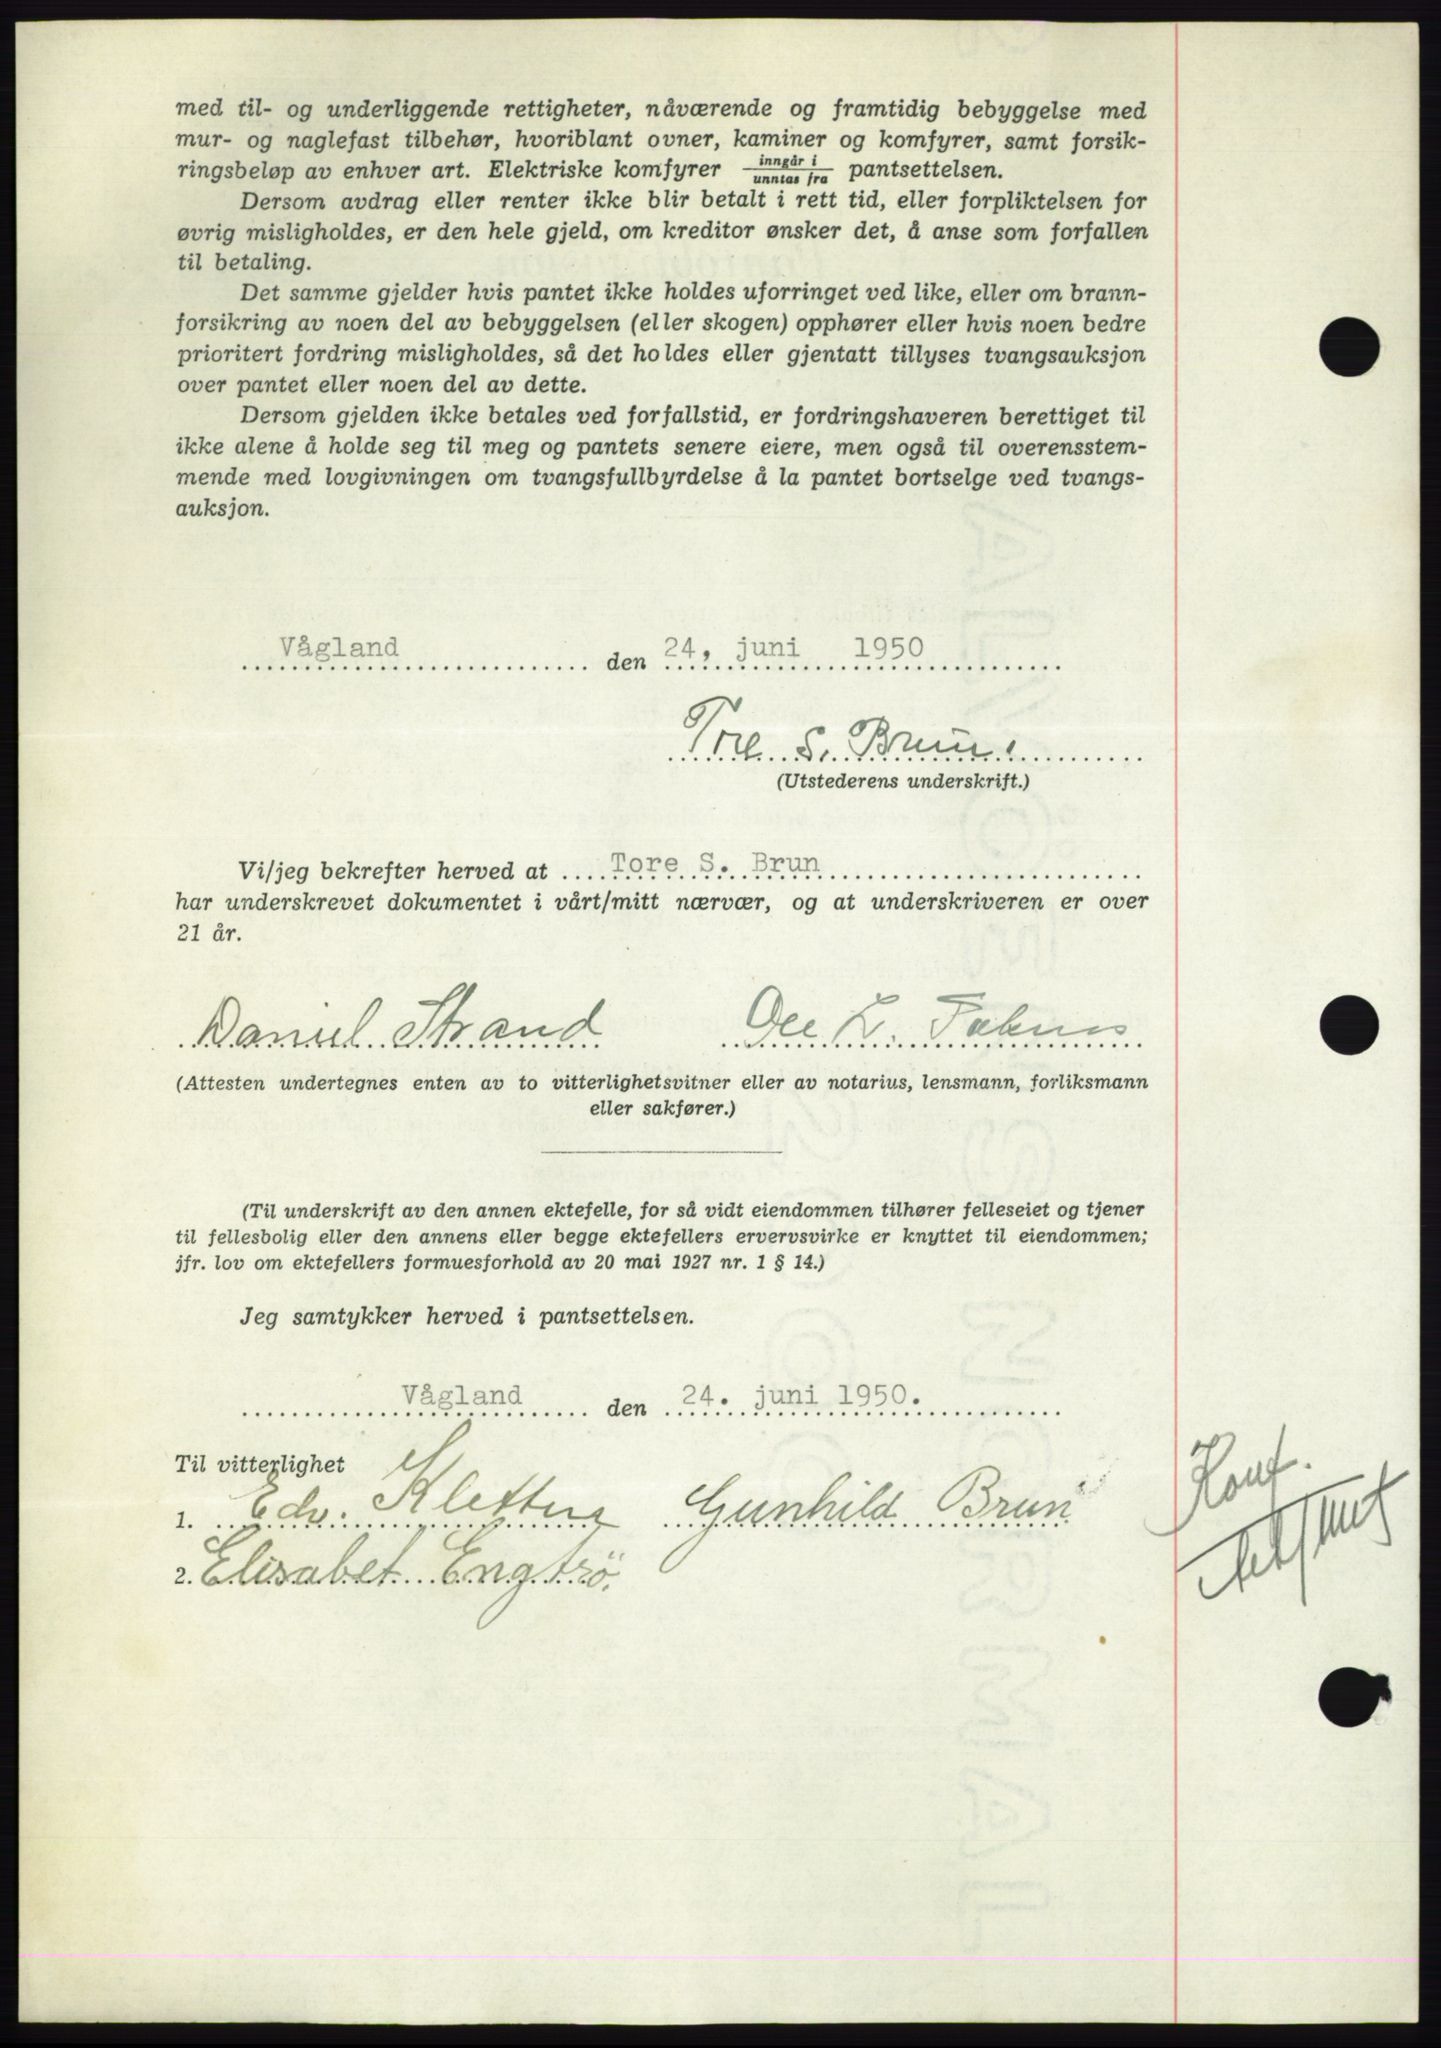 med til- og underliggende rettigheter, nåværende og framtidig bebyggelse med
mur- og naglefast tilbehør, hvoriblant ovner, kaminer og komfyrer, samt forsik-
ringsbeløp av enhver art. Elektriske komfyrer inngår i / unntas fra pantsettelsen.
Dersom avdrag eller renter ikke blir betalt i rett tid, eller forpliktelsen for
øvrig misligholdes, er den hele gjeld, om kreditor ønsker det, å anse som forfallen
til betaling.
Det samme gjelder hvis pantet ikke holdes uforringet ved like, eller om brann-
forsikring av noen del av bebyggelsen (eller skogen) opphører eller hvis noen bedre
prioritert fordring misligholdes, så det holdes eller gjentatt tillyses tvangsauksjon
over pantet eller noen del av dette.
Dersom gjelden ikke betales ved forfallstid, er fordringshaveren berettiget til
ikke alene å holde seg til meg og pantets senere eiere, men også til overensstem-
mende med lovgivningen om tvangsfullbyrdelse å la pantet bortselge ved tvangs-
auksjon.
Vågland den 24. juni 1950
Tore S. Brun
(Utstederens underskrift.)
Vi/jeg bekrefter herved at Tore S. Brun
har underskrevet dokumentet i vårt/mitt nærvær, og at underskriveren er over
21 år.
Daniel Strand Ole L.
(Attesten undertegnes enten av to vitterlighetsvitner eller av notarius, lensmann, forliksmann
eller sakfører.)
(Til underskrift av den annen ektefelle, for så vidt eiendommen tilhører felleseiet og tjener
til fellesbolig eller den annens eller begge ektefellers ervervsvirke er knyttet til eiendommen;
jfr. lov om ektefellers formuesforhold av 20 mai 1927 nr. 1 § 14.)
Jeg samtykker herved i pantsettelsen.
Vågland den 24. juni 1950.
Til vitterlighet
1. Edv. Klettera Gunhild Brun
2. Elisabet Engtrø.
Konf.